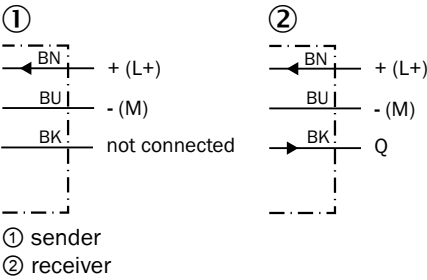 ① ②
BN + (L+) BN + (L+)
BU - (M) BU - (M)
BK not connected BK Q
① sender
② receiver